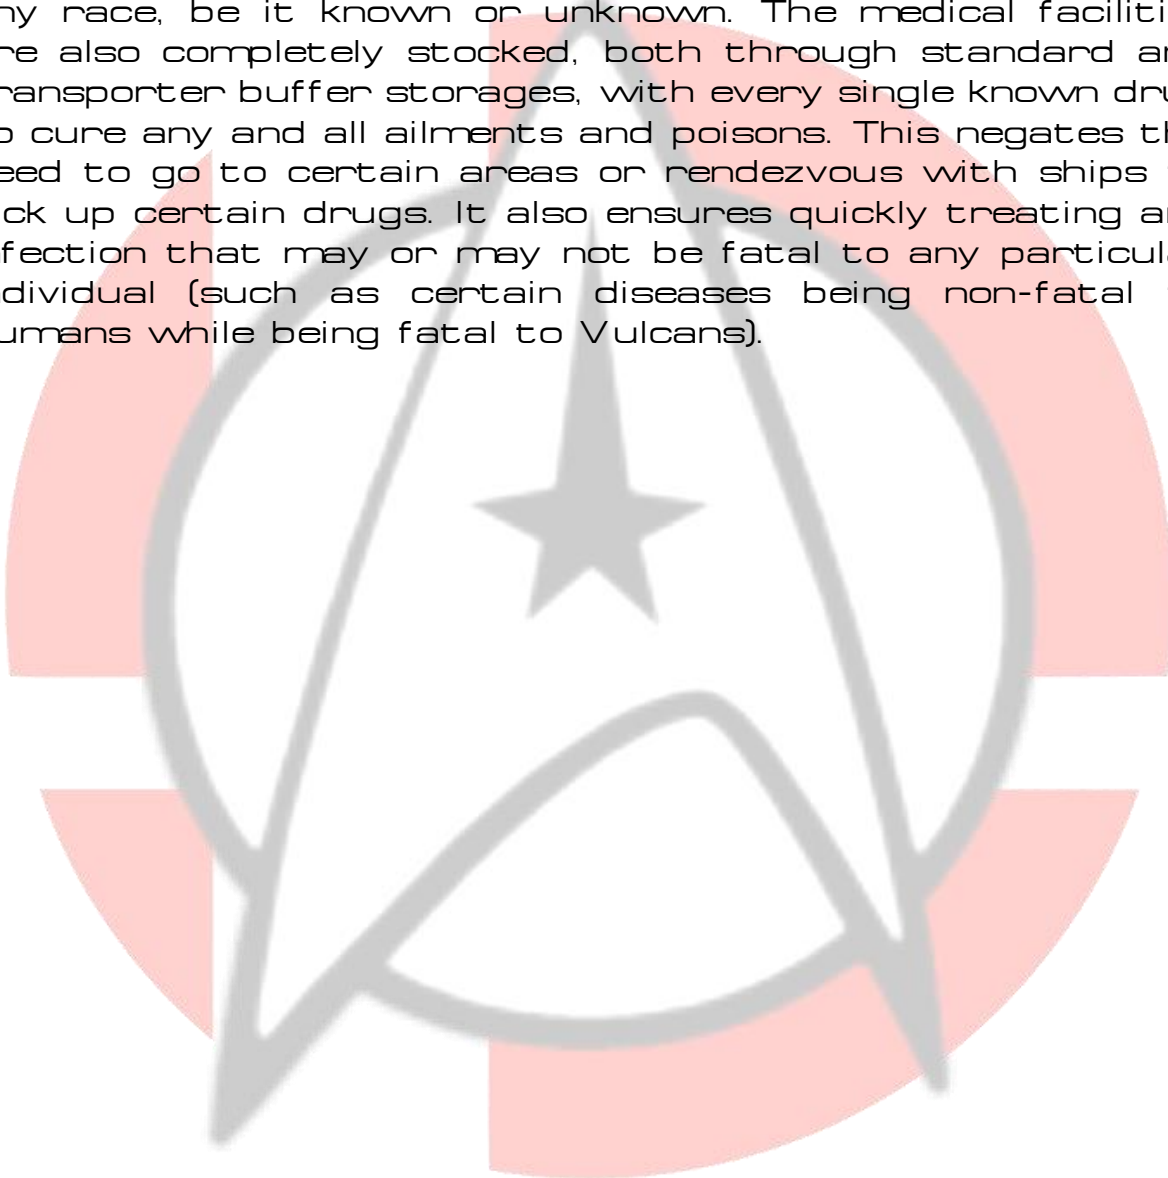 ny race, be it known or unknown. The medical faciliti
re also completely stocked, both through standard an
ransporter buffer storages, with every single known dru
o cure any and all ailments and poisons. This negates th
eed to go to certain areas or rendezvous with ships t
ick up certain drugs. It also ensures quickly treating an
fection that may or may not be fatal to any particula
dividual (such as certain diseases being non-fatal t
umans while being fatal to Vulcans).